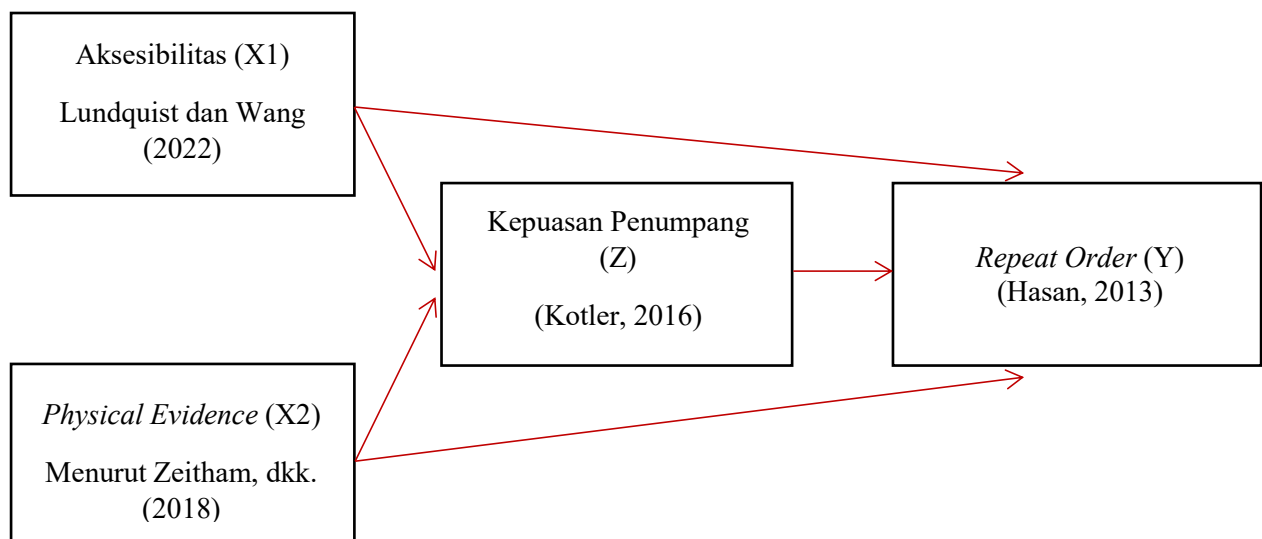 Aksesibilitas (X1)
Lundquist dan Wang
(2022)
Kepuasan Penumpang
(Z)
(Kotler, 2016)
Repeat Order (Y)
(Hasan, 2013)
Physical Evidence (X2)
Menurut Zeitham, dkk.
(2018)